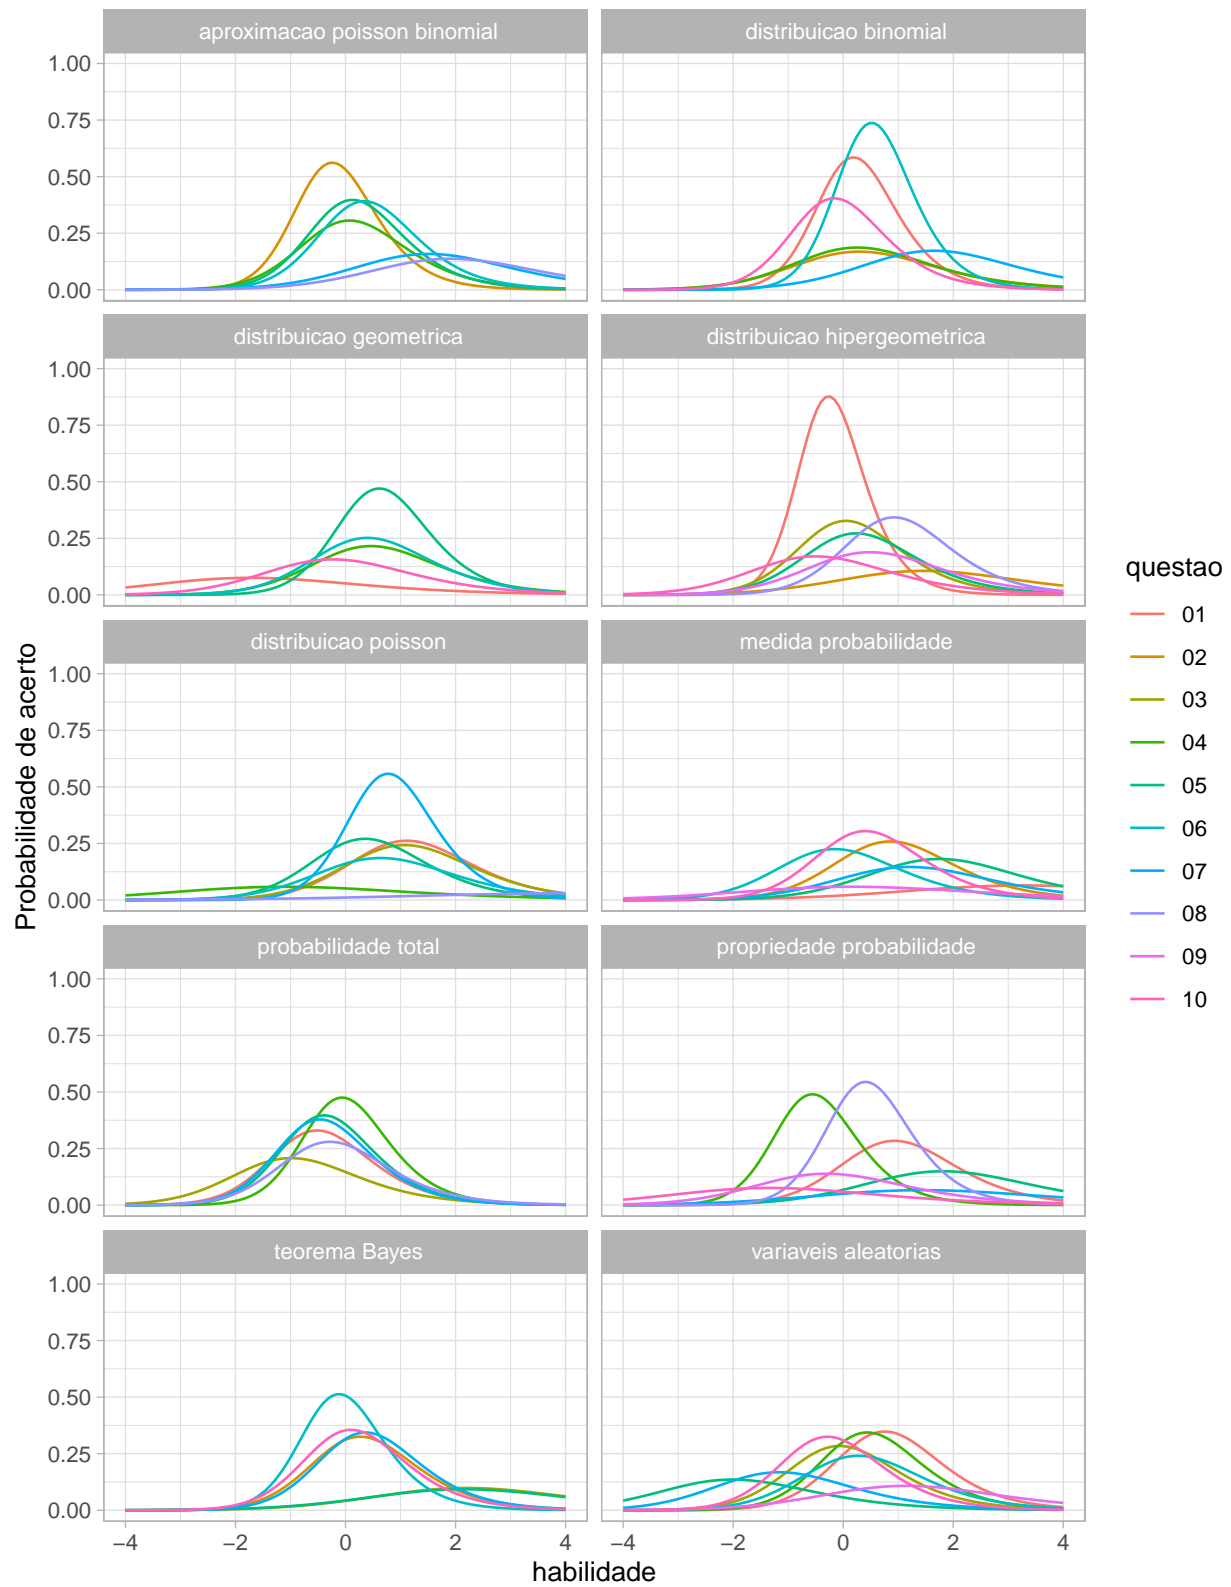 aproximacao poisson binomial
distribuicao binomial
1.00
0.75
0.50
0.25
0.00
distribuicao geometrica
distribuicao hipergeometrica
1.00
0.75
0.50
0.25
0.00
distribuicao poisson
medida probabilidade
1.00
0.75
0.50
0.25
0.00
probabilidade total
propriedade probabilidade
1.00
0.75
0.50
0.25
0.00
teorema Bayes
variaveis aleatorias
1.00
0.75
0.50
0.25
0.00
−4 −2 0 2 4
−4 −2 0 2 4
habilidade
Probabilidade de acerto
questao
01
02
03
04
05
06
07
08
09
10